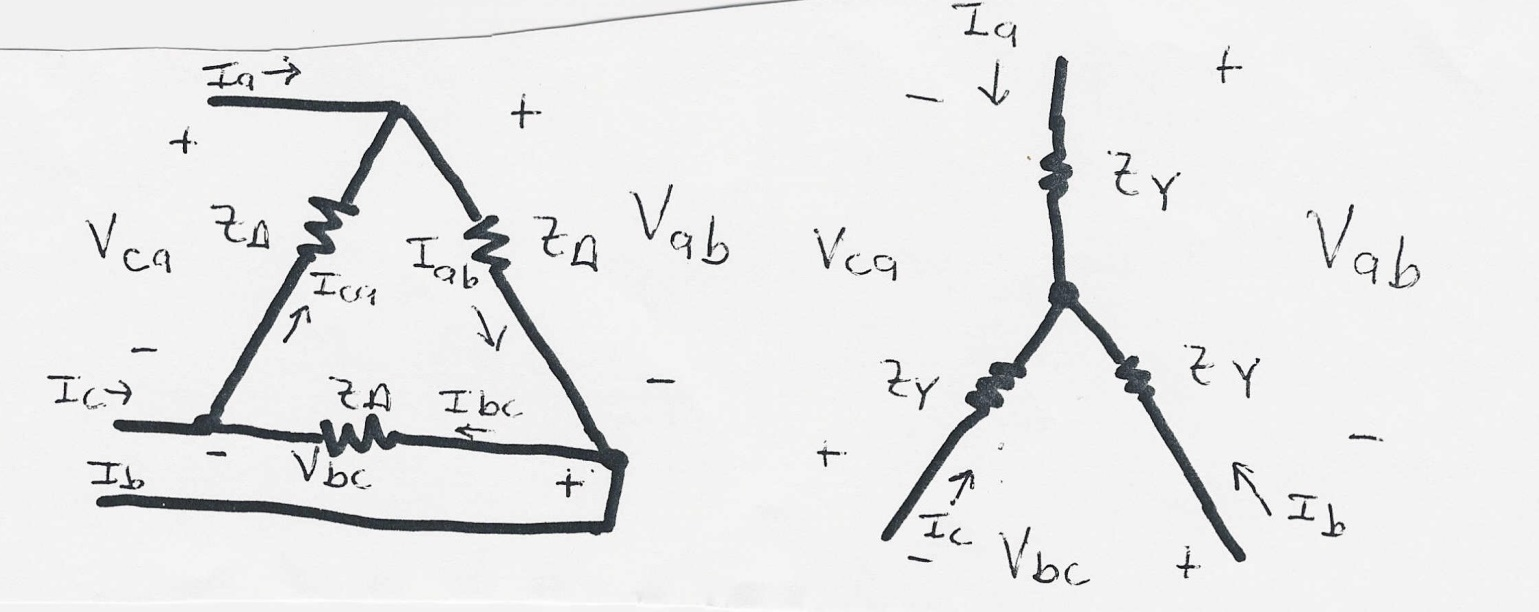 Ia→
+
+
Vca
ZΔ
Iab
ZΔ
Vab
Ica
-
-
Ic→
ZΔ
Ibc
-
Vbc
+
Ib
Ia
+
-
ZY
Vca
Vab
ZY
ZY
+
-
Ic
Ib
-
Vbc
+